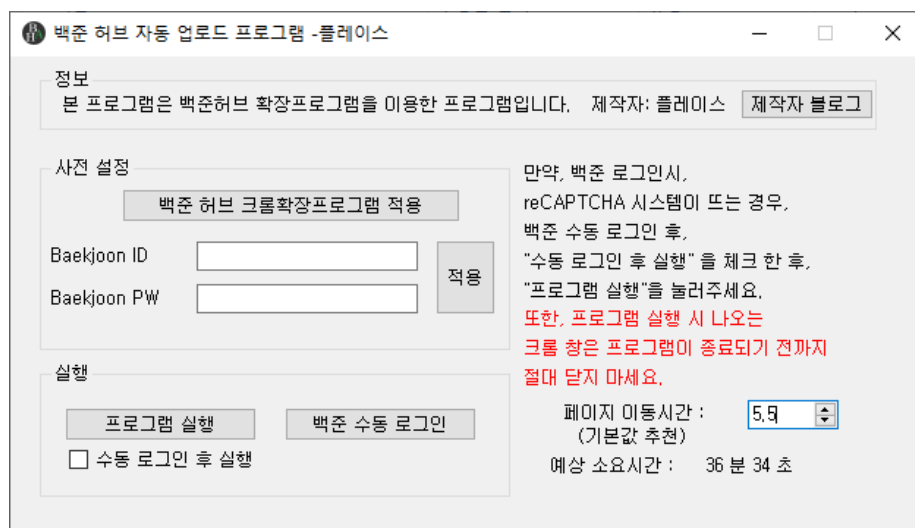 백준 허브 자동 업로드 프로그램 -플레이스
정보
본 프로그램은 백준허브 확장프로그램을 이용한 프로그램입니다. 제작자: 플레이스 제작자 블로그
사전 설정
백준 허브 크롬확장프로그램 적용
Baekjoon ID
Baekjoon PW
적용
만약, 백준 로그인시,
reCAPTCHA 시스템이 뜨는 경우,
백준 수동 로그인 후,
"수동 로그인 후 실행" 을 체크 한 후,
"프로그램 실행"을 눌러주세요.
또한, 프로그램 실행 시 나오는
크롬 창은 프로그램이 종료되기 전까지
절대 닫지 마세요.
실행
프로그램 실행 백준 수동 로그인
수동 로그인 후 실행
페이지 이동시간 : 5.5
(기본값 추천)
예상 소요시간 : 36 분 34 초